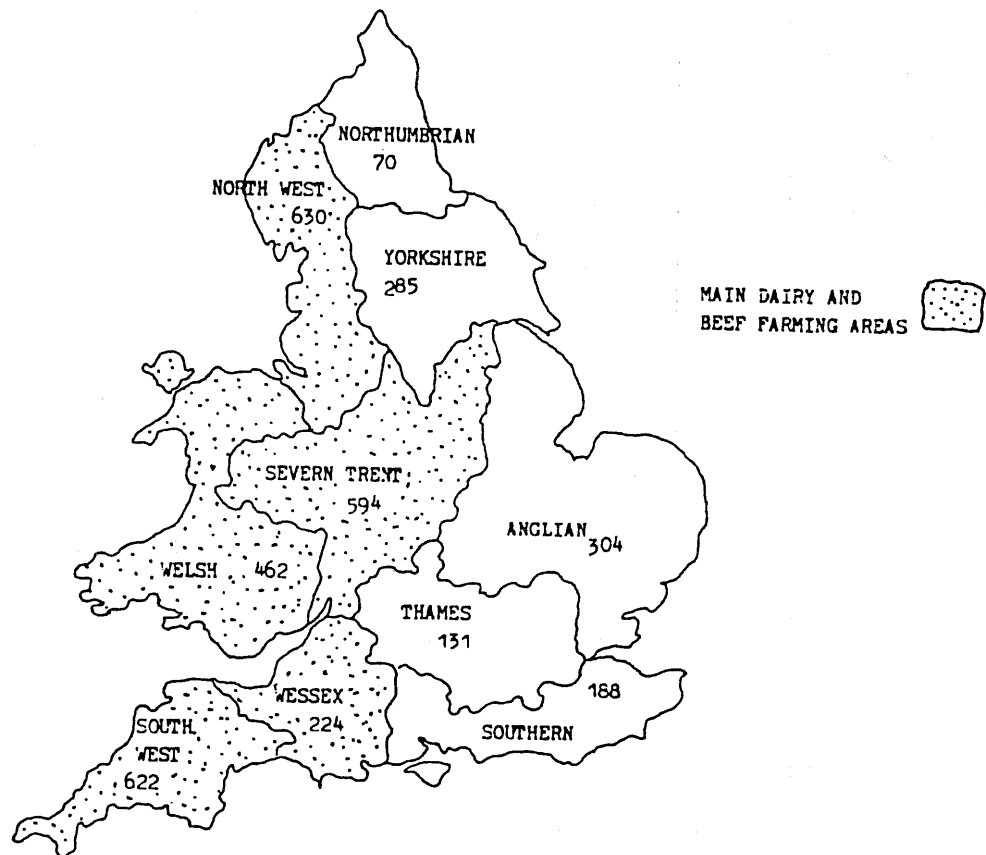 NORTHUMBRIAN
70
NORTH WEST
630
YORKSHIRE
285
MAIN DAIRY AND
BEEF FARMING AREAS
SEVERN TRENT
594
ANGLIAN
304
WELSH 462
THAMES
131
188
SOUTHERN
WESSEX
224
SOUTH
WEST
622